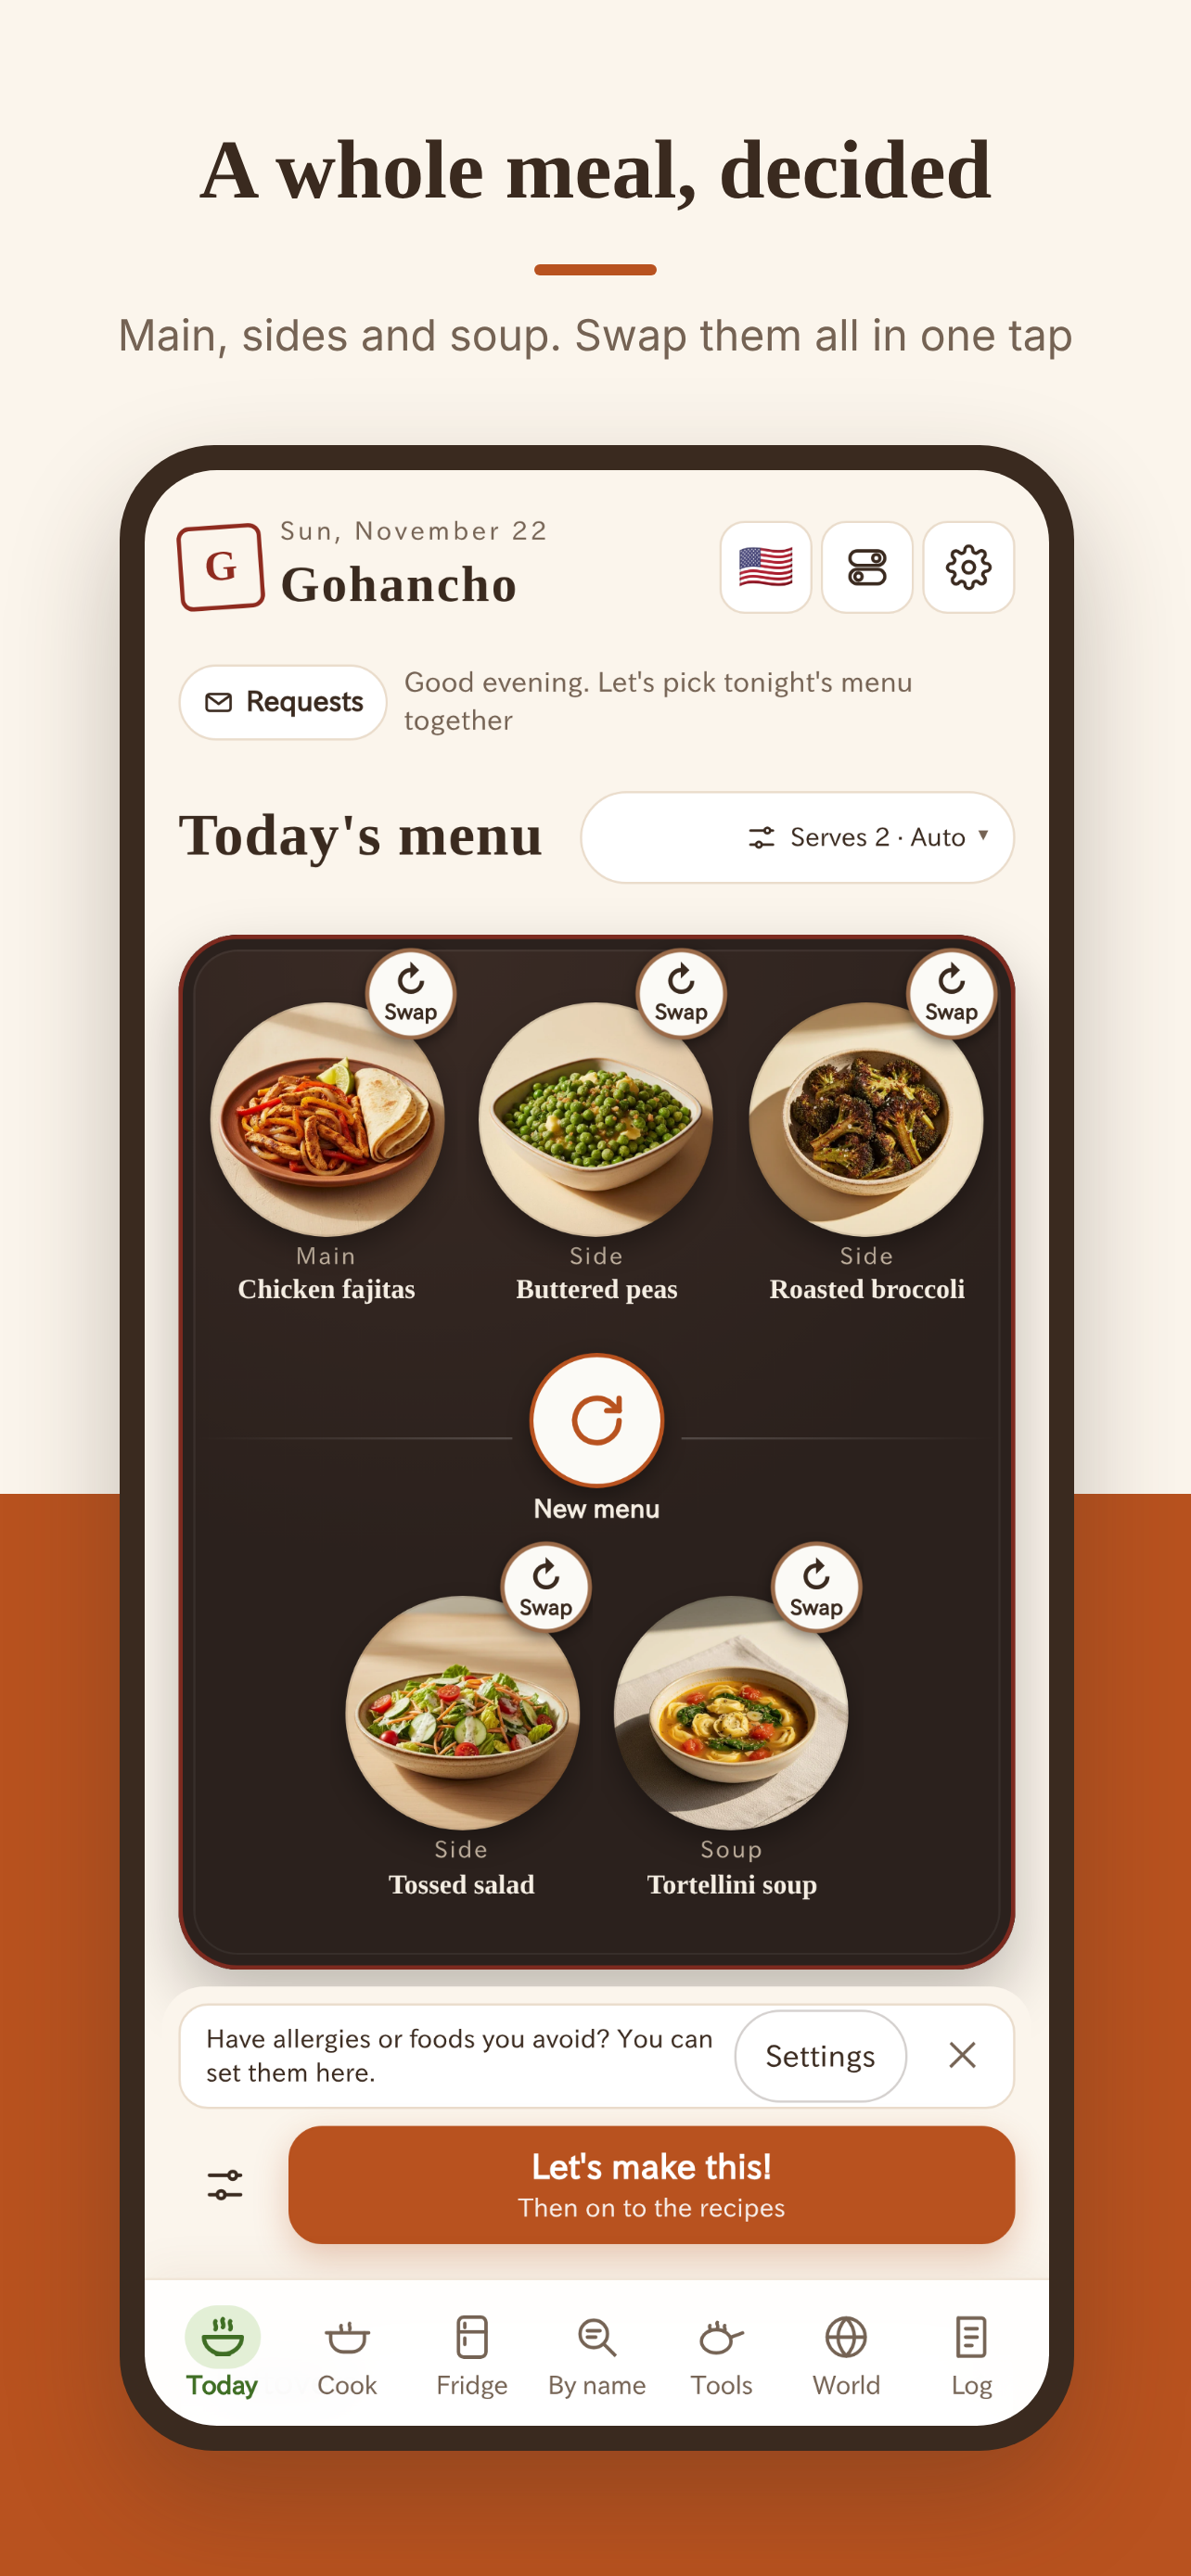 A whole meal, decided
Main, sides and soup. Swap them all in one tap
G
Sun, November 22
Gohancho
Requests
Good evening. Let's pick tonight's menu
together
Today's menu
Serves 2 · Auto ▾
Swap
Swap
Swap
Main
Chicken fajitas
Side
Buttered peas
Side
Roasted broccoli
New menu
Swap
Swap
Side
Tossed salad
Soup
Tortellini soup
Have allergies or foods you avoid? You can
set them here.
Settings
Let's make this!
Then on to the recipes
Today
Cook
Fridge
By name
Tools
World
Log